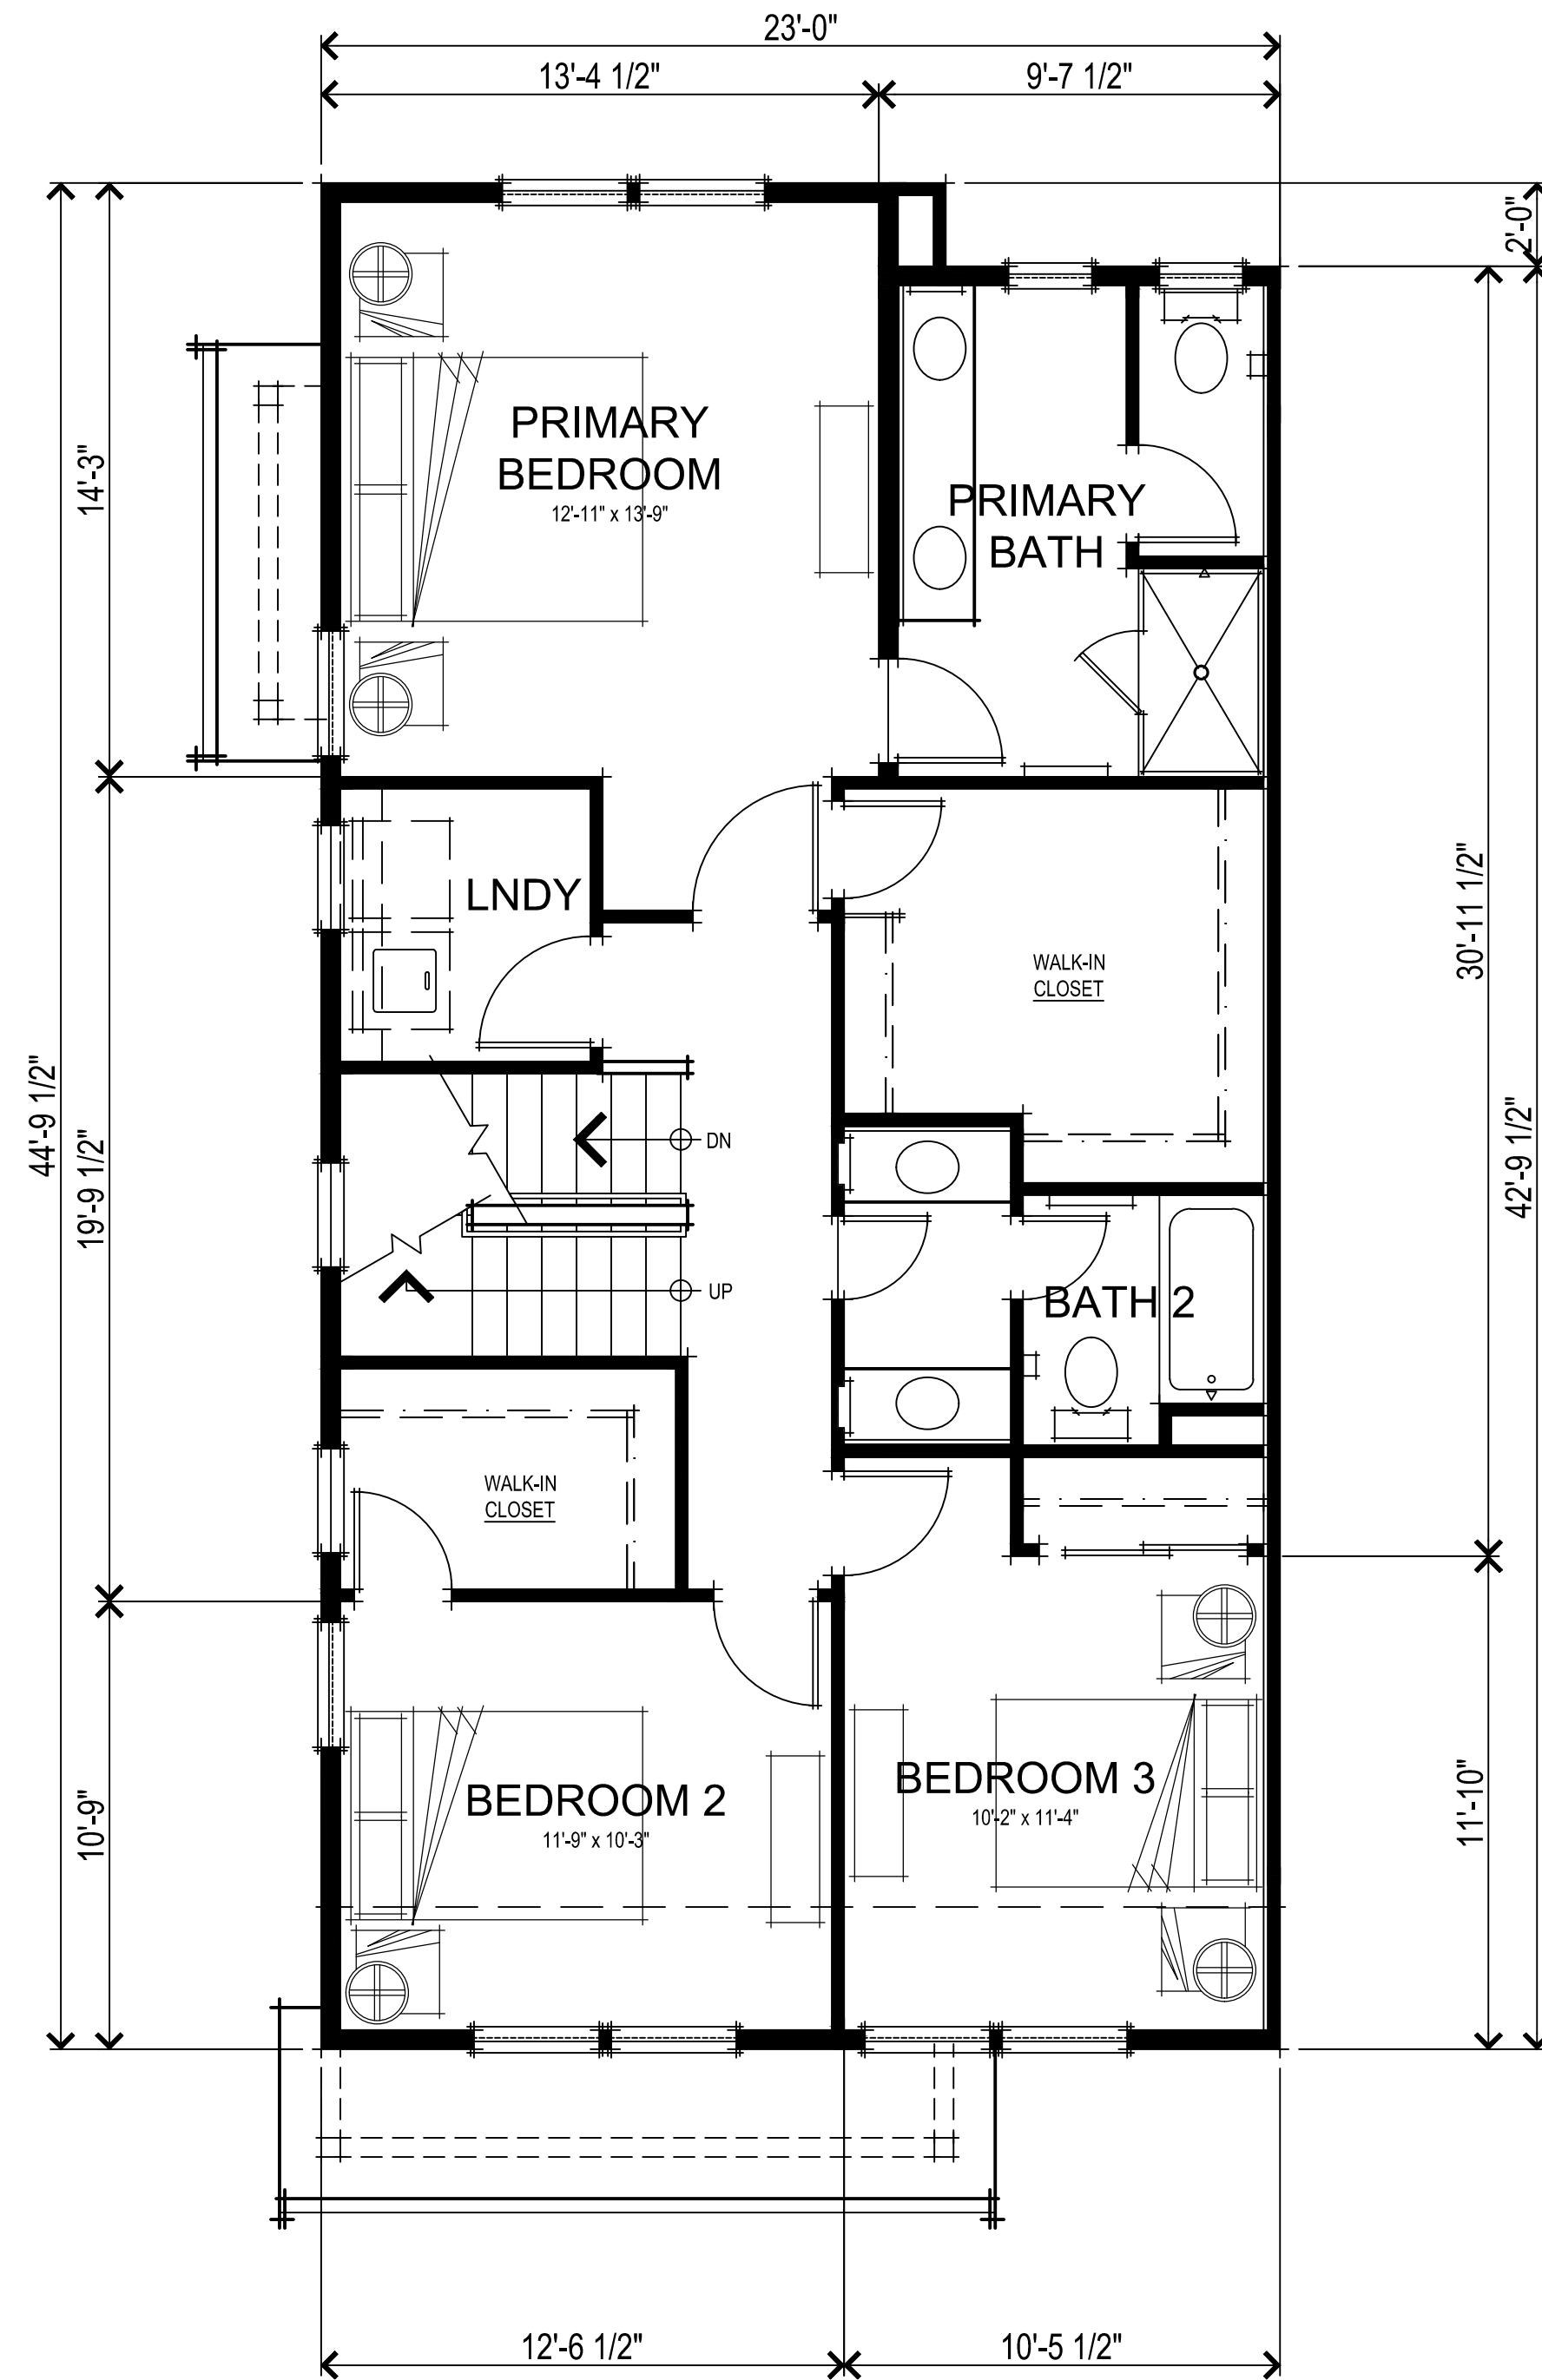 23'-0"
13'-4 1/2"
9'-7 1/2"
2'-0"
14'-3"
PRIMARY
BEDROOM
12'-11" x 13'-9"
PRIMARY
BATH
LNDY
WALK-IN
CLOSET
30'-11 1/2"
44'-9 1/2"
19'-9 1/2"
42'-9 1/2"
DN
UP
BATH 2
WALK-IN
CLOSET
10'-9"
BEDROOM 2
11'-9" x 10'-3"
BEDROOM 3
10'-2" x 11'-4"
11'-10"
12'-6 1/2"
10'-5 1/2"